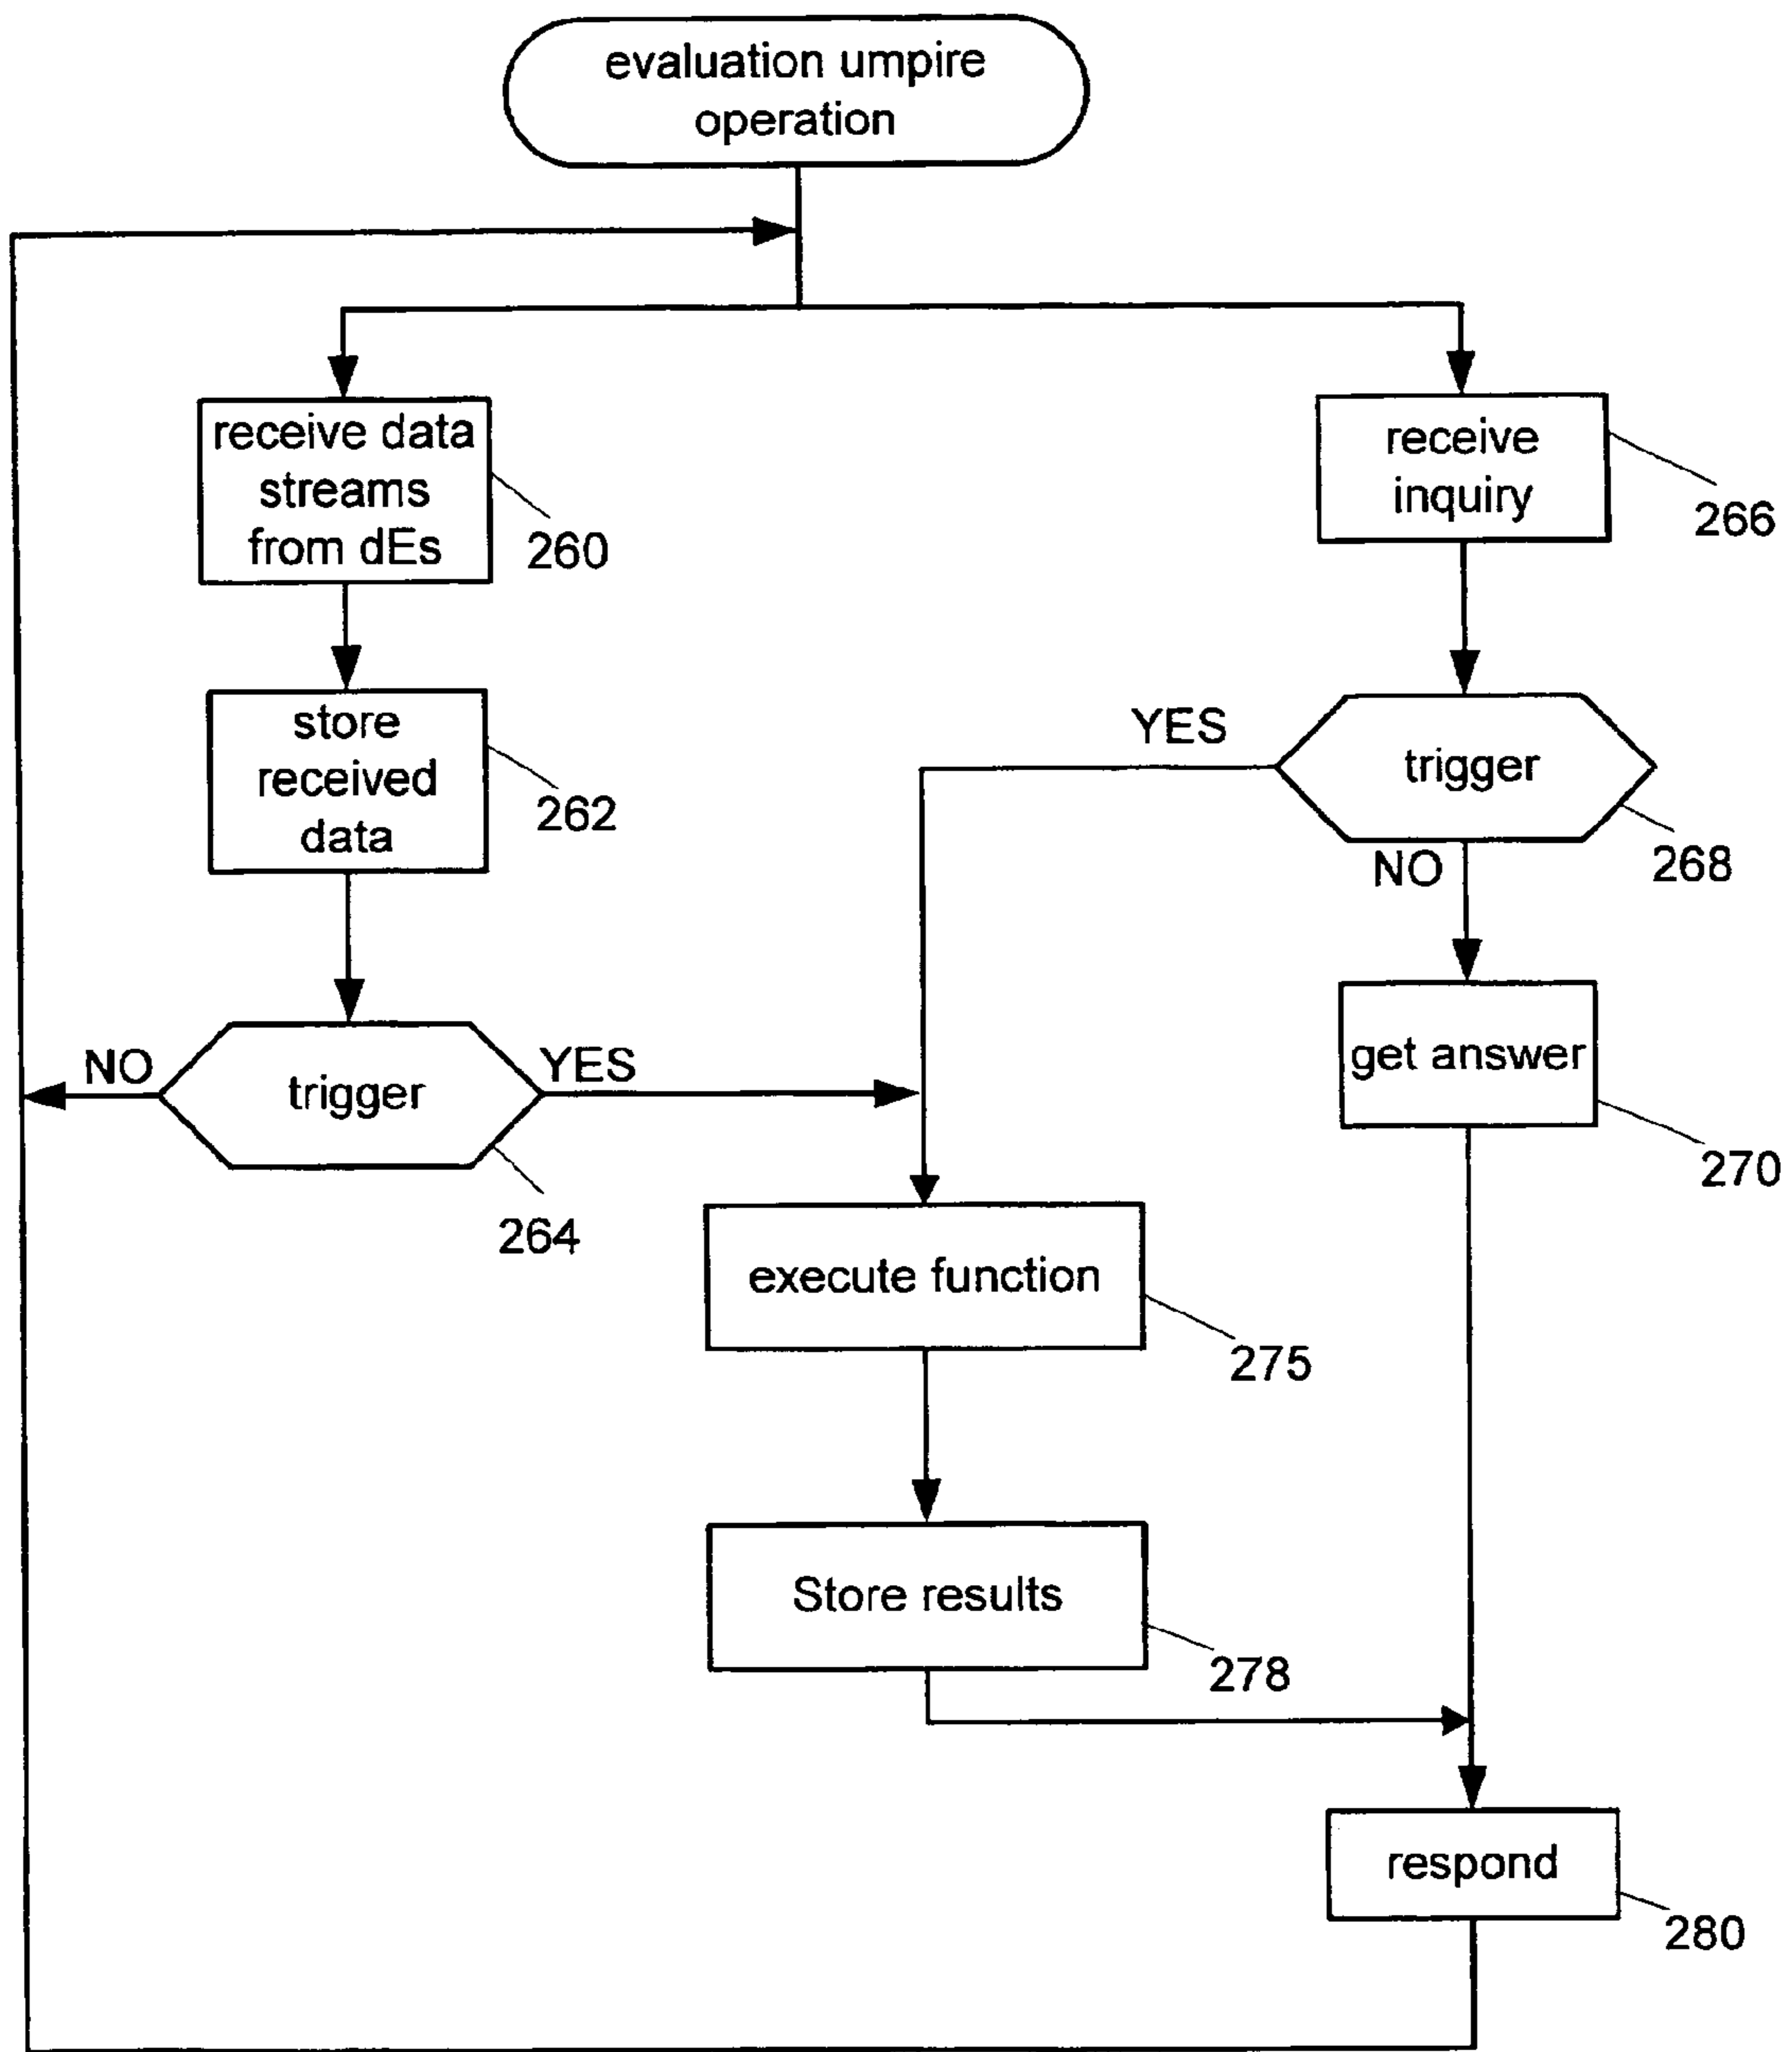 evaluation umpire
operation
receive data
streams
from dEs
260
receive
inquiry
266
store
received
data
262
YES
trigger
268
NO
NO
trigger
YES
264
get answer
270
execute function
275
Store results
278
respond
280